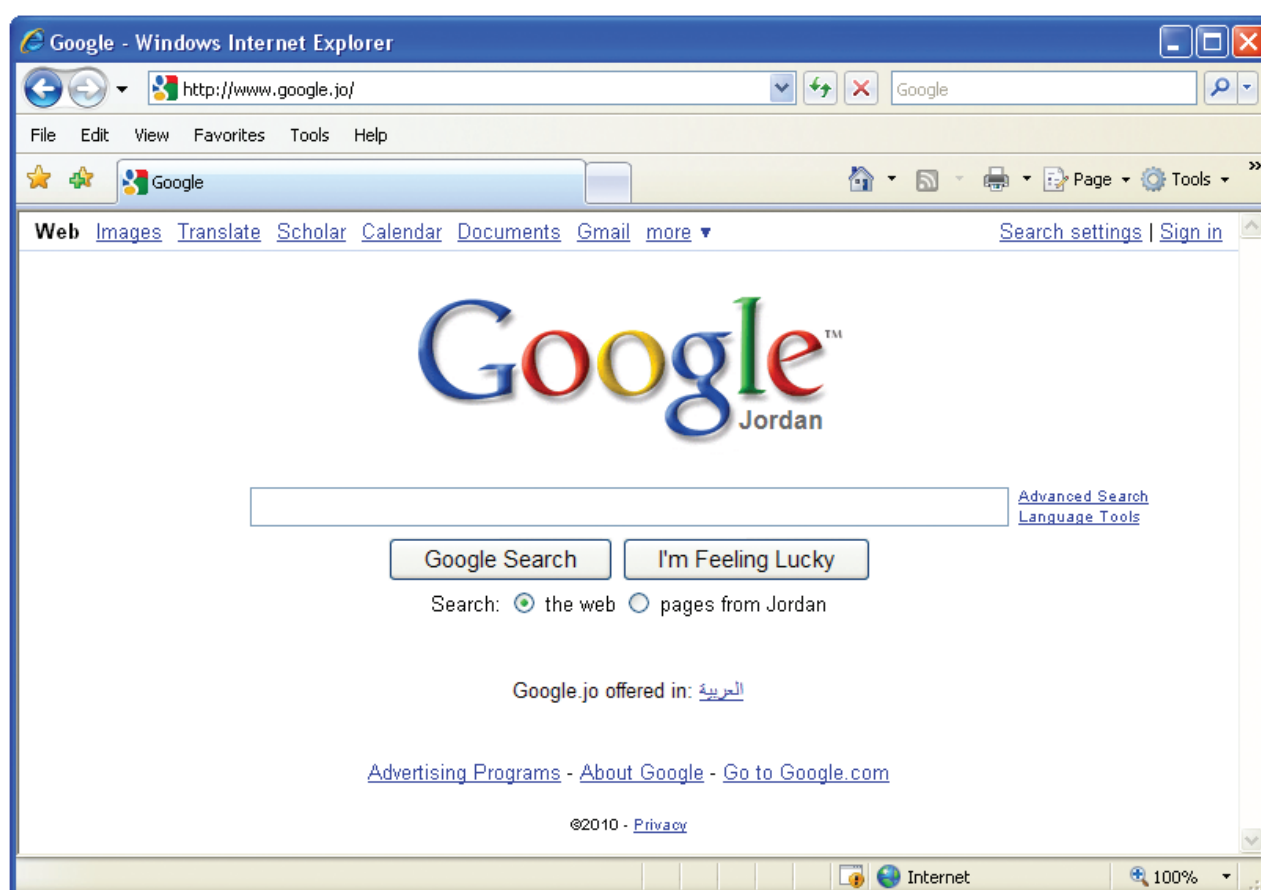 Google - Windows Internet Explorer
http://www.google.jo/ Google
File Edit View Favorites Tools Help
Google Page Tools »
Web Images Translate Scholar Calendar Documents Gmail more ▼ Search settings | Sign in
Google™
Jordan
Advanced Search
Language Tools
Google Search I'm Feeling Lucky
Search: the web pages from Jordan
Google.jo offered in: العربية
Advertising Programs - About Google - Go to Google.com
©2010 - Privacy
Internet 100%